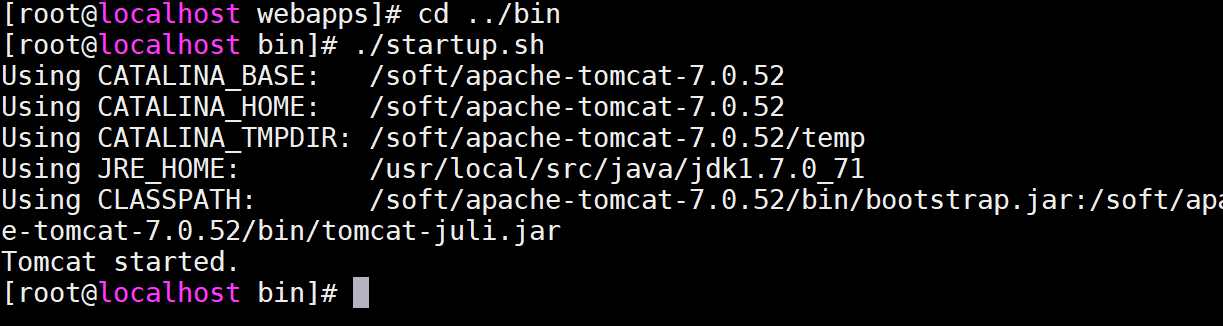 [root@localhost webapps]# cd ../bin
[root@localhost bin]# ./startup.sh
Using CATALINA_BASE:   /soft/apache-tomcat-7.0.52
Using CATALINA_HOME:   /soft/apache-tomcat-7.0.52
Using CATALINA_TMPDIR: /soft/apache-tomcat-7.0.52/temp
Using JRE_HOME:        /usr/local/src/java/jdk1.7.0_71
Using CLASSPATH:       /soft/apache-tomcat-7.0.52/bin/bootstrap.jar:/soft/apa
e-tomcat-7.0.52/bin/tomcat-juli.jar
Tomcat started.
[root@localhost bin]#